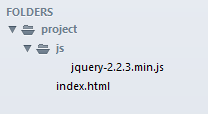 FOLDERS
project
js
jquery-2.2.3.min.js
index.html